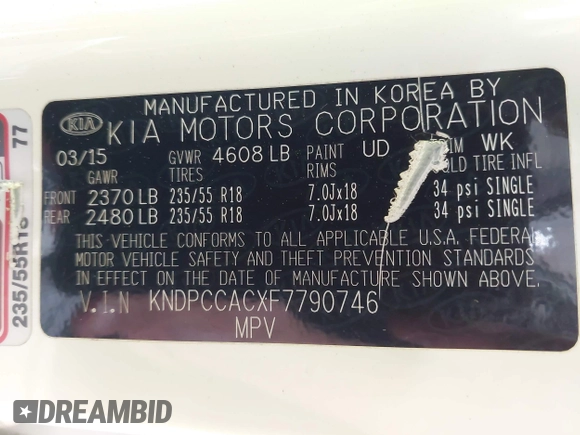 MANUFACTURED IN KOREA BY
KIA KIA MOTORS CORPORATION
03/15 GVWR 4608 LB PAINT UD WK
GAWR TIRES RIMS TIRE INFL
FRONT 2370 LB 235/55 R18 7.0Jx18 34 psi SINGLE
REAR 2480 LB 235/55 R18 7.0Jx18 34 psi SINGLE
THIS VEHICLE CONFORMS TO ALL APPLICABLE U.S.A. FEDERAL
MOTOR VEHICLE SAFETY AND THEFT PREVENTION STANDARDS
IN EFFECT ON THE DATE OF MANUFACTURE SHOWN ABOVE.
V.I.N KNDPCCACXF7790746
MPV
77
235/55R18
DREAMBID